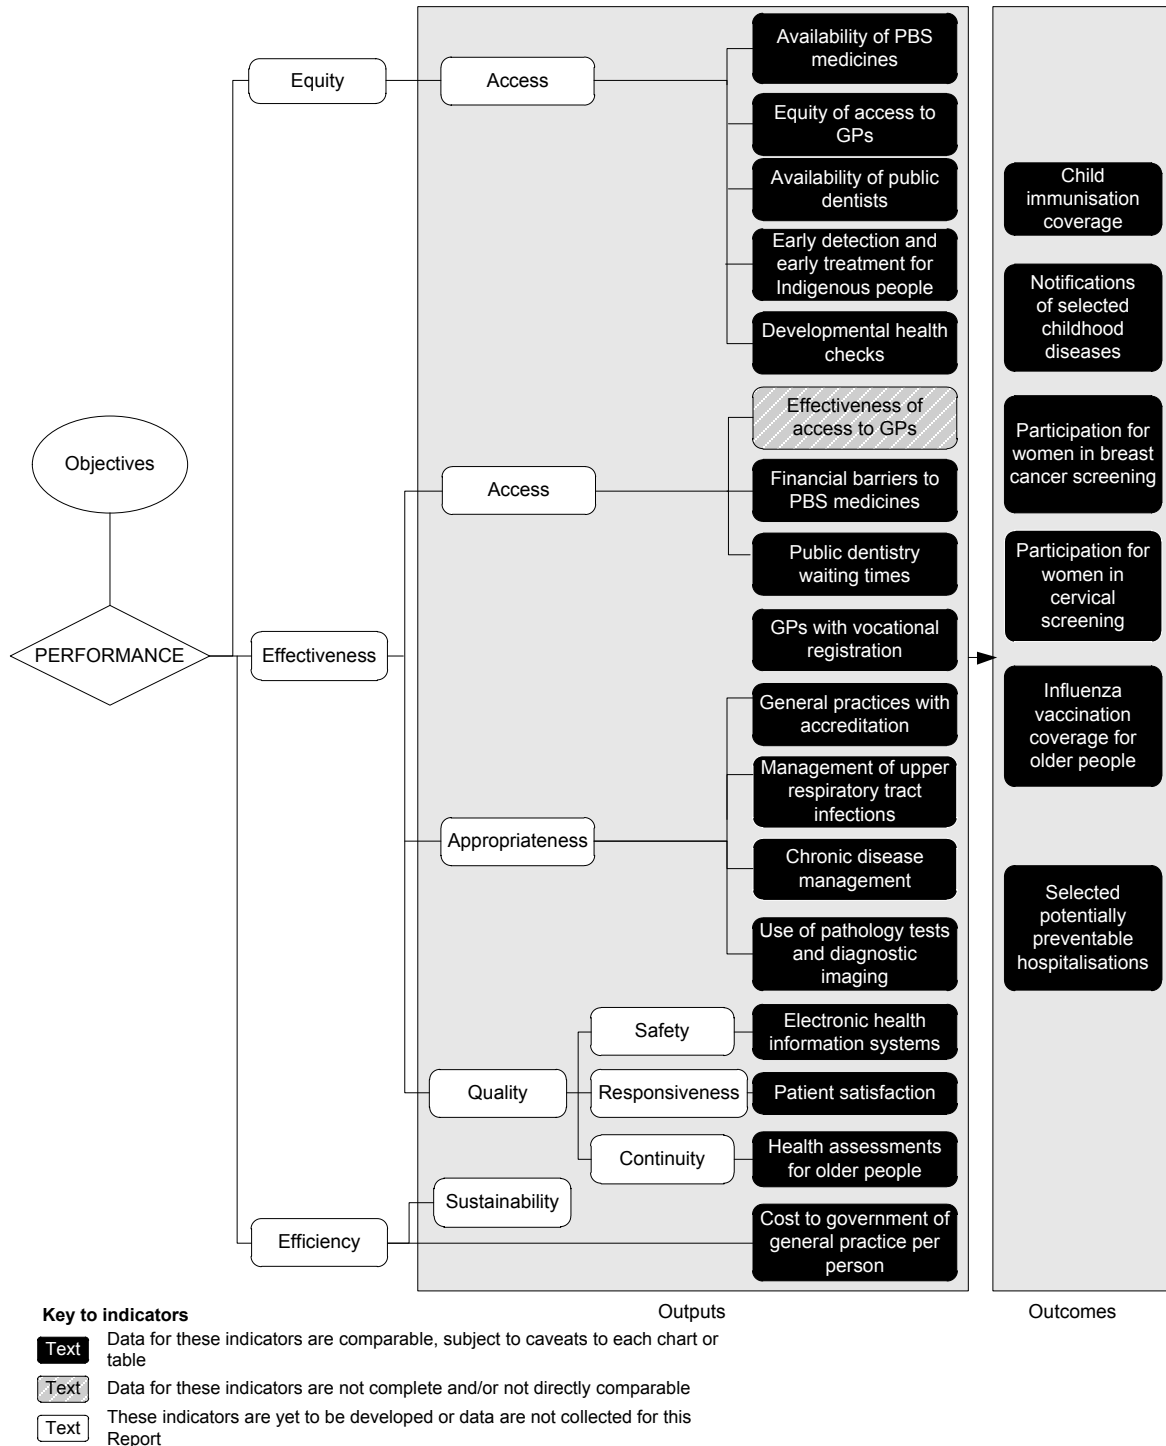 Equity
Access
Availability of PBS
medicines
Equity of access to
GPs
Availability of public
dentists
Early detection and
early treatment for
Indigenous people
Developmental health
checks
Objectives
PERFORMANCE
Effectiveness
Access
Effectiveness of
access to GPs
Financial barriers to
PBS medicines
Public dentistry
waiting times
GPs with vocational
registration
General practices with
accreditation
Management of upper
respiratory tract
infections
Appropriateness
Chronic disease
management
Use of pathology tests
and diagnostic
imaging
Quality
Safety
Electronic health
information systems
Responsiveness
Patient satisfaction
Continuity
Health assessments
for older people
Sustainability
Efficiency
Cost to government of
general practice per
person
Child
immunisation
coverage
Notifications
of selected
childhood
diseases
Participation for
women in breast
cancer screening
Participation for
women in
cervical
screening
Influenza
vaccination
coverage for
older people
Selected
potentially
preventable
hospitalisations
Outputs
Outcomes
Key to indicators
Text
Data for these indicators are comparable, subject to caveats to each chart or
table
Text
Data for these indicators are not complete and/or not directly comparable
Text
These indicators are yet to be developed or data are not collected for this
Report